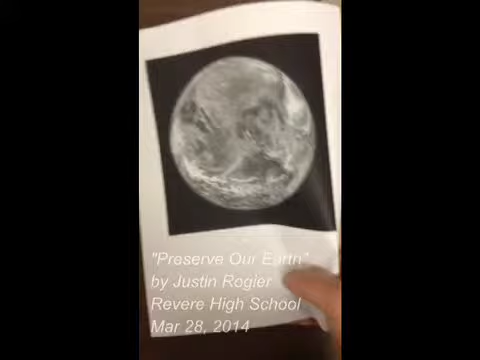 "Preserve Our Earth"
by Justin Rogier
Revere High School
Mar 28, 2014